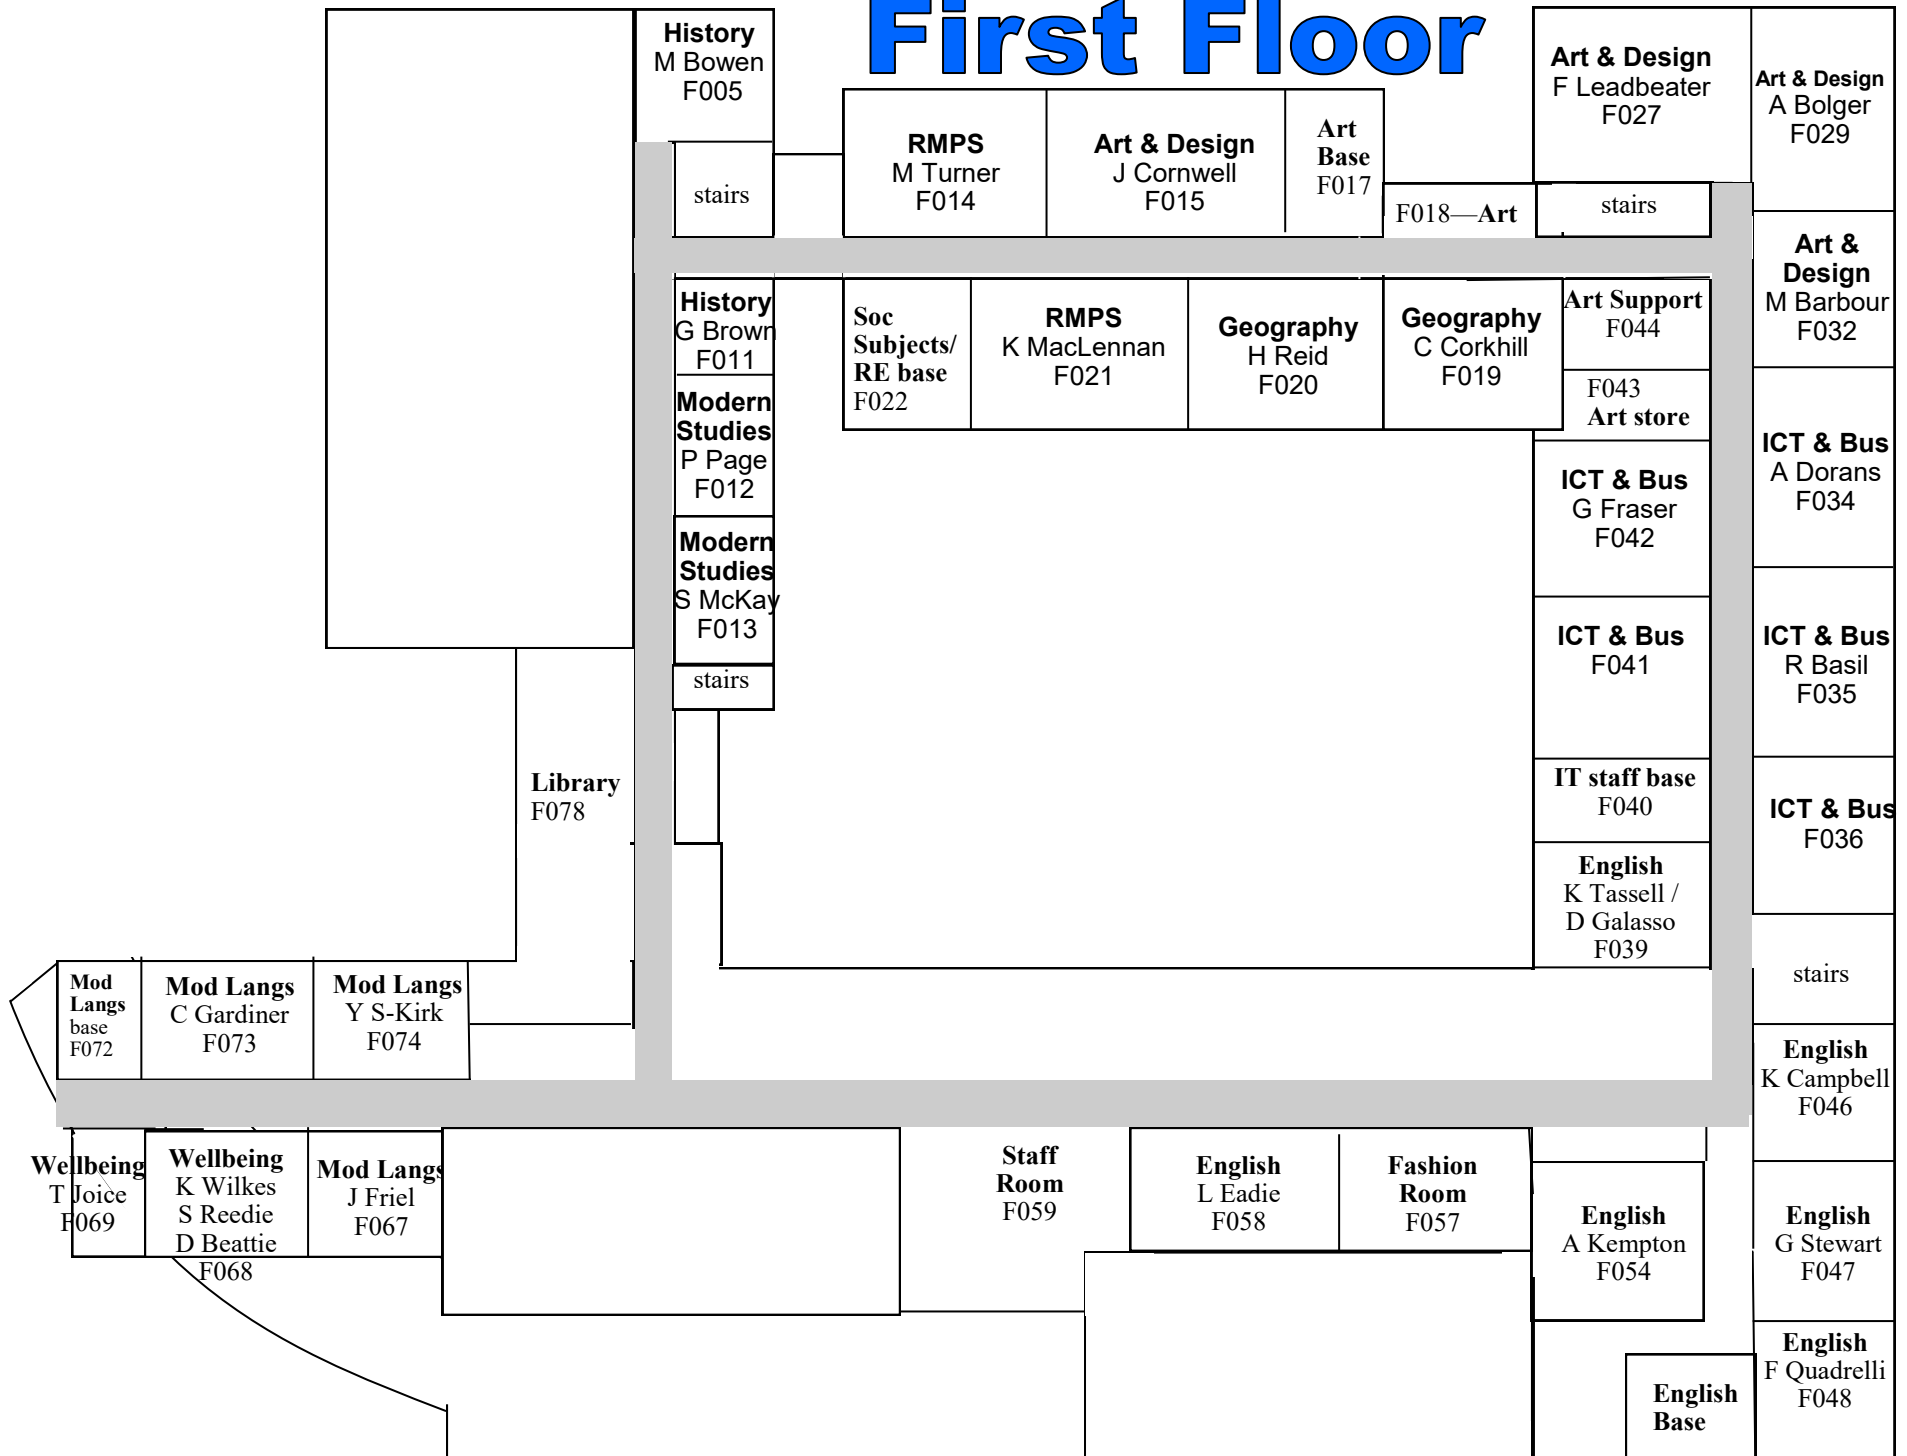 First Floor
History
M Bowen
F005
stairs
RMPS
M Turner
F014
Art & Design
J Cornwell
F015
Art
Base
F017
F018—Art
Art & Design
F Leadbeater
F027
stairs
Art & Design
A Bolger
F029
Art &
Design
M Barbour
F032
History
G Brown
F011
Modern
Studies
P Page
F012
Modern
Studies
S McKay
F013
stairs
Soc
Subjects/
RE base
F022
RMPS
K MacLennan
F021
Geography
H Reid
F020
Geography
C Corkhill
F019
Art Support
F044
F043
Art store
ICT & Bus
G Fraser
F042
ICT & Bus
F041
IT staff base
F040
English
K Tassell /
D Galasso
F039
ICT & Bus
A Dorans
F034
ICT & Bus
R Basil
F035
ICT & Bus
F036
stairs
English
K Campbell
F046
English
G Stewart
F047
English
F Quadrelli
F048
Library
F078
Mod
Langs
base
F072
Mod Langs
C Gardiner
F073
Mod Langs
Y S-Kirk
F074
Wellbeing
T Joice
F069
Wellbeing
K Wilkes
S Reedie
D Beattie
F068
Mod Langs
J Friel
F067
Staff
Room
F059
English
L Eadie
F058
Fashion
Room
F057
English
A Kempton
F054
English
Base